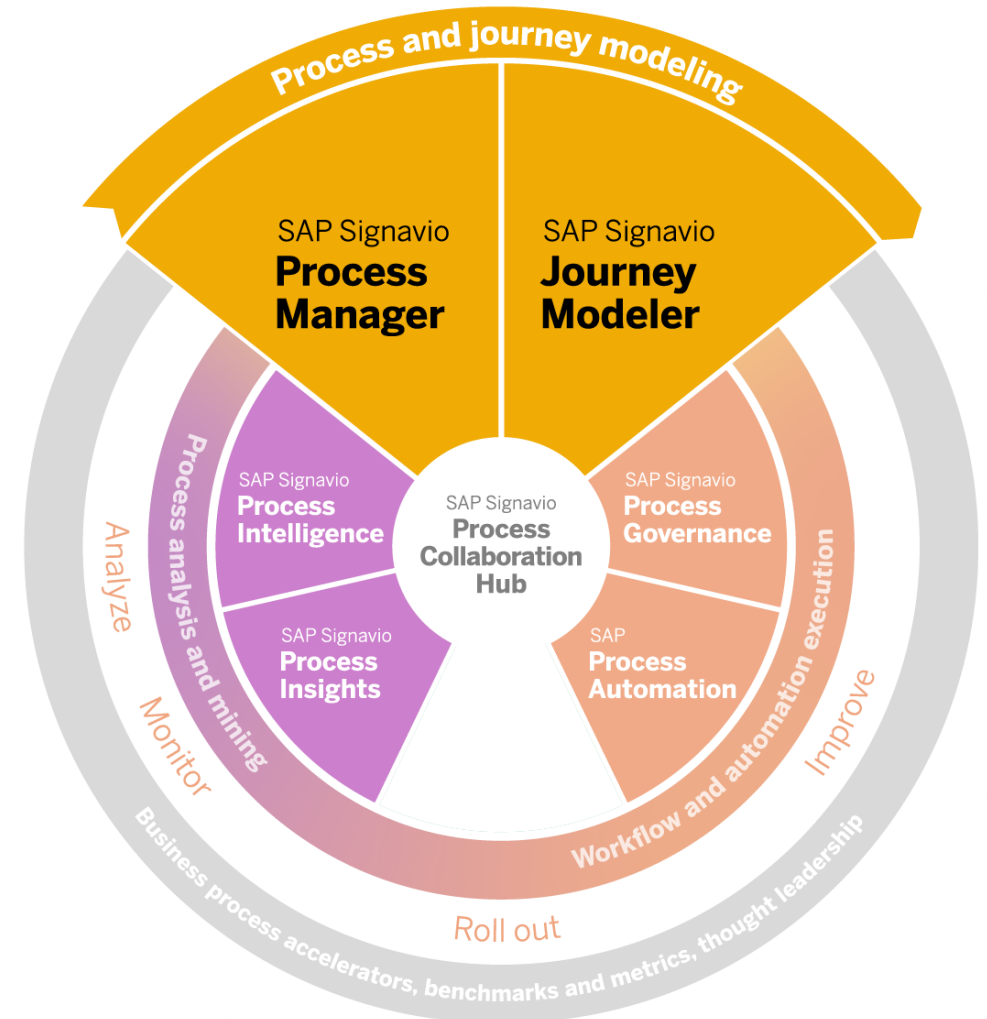 Process and journey modeling
SAP Signavio
Process
Manager
SAP Signavio
Journey
Modeler
Process analysis and mining
SAP Signavio
Process
Intelligence
SAP Signavio
Process
Insights
SAP Signavio
Process
Collaboration
Hub
SAP Signavio
Process
Governance
SAP
Process
Automation
Workflow and automation execution
Analyze
Monitor
Roll out
Improve
Business process accelerators, benchmarks and metrics, thought leadership